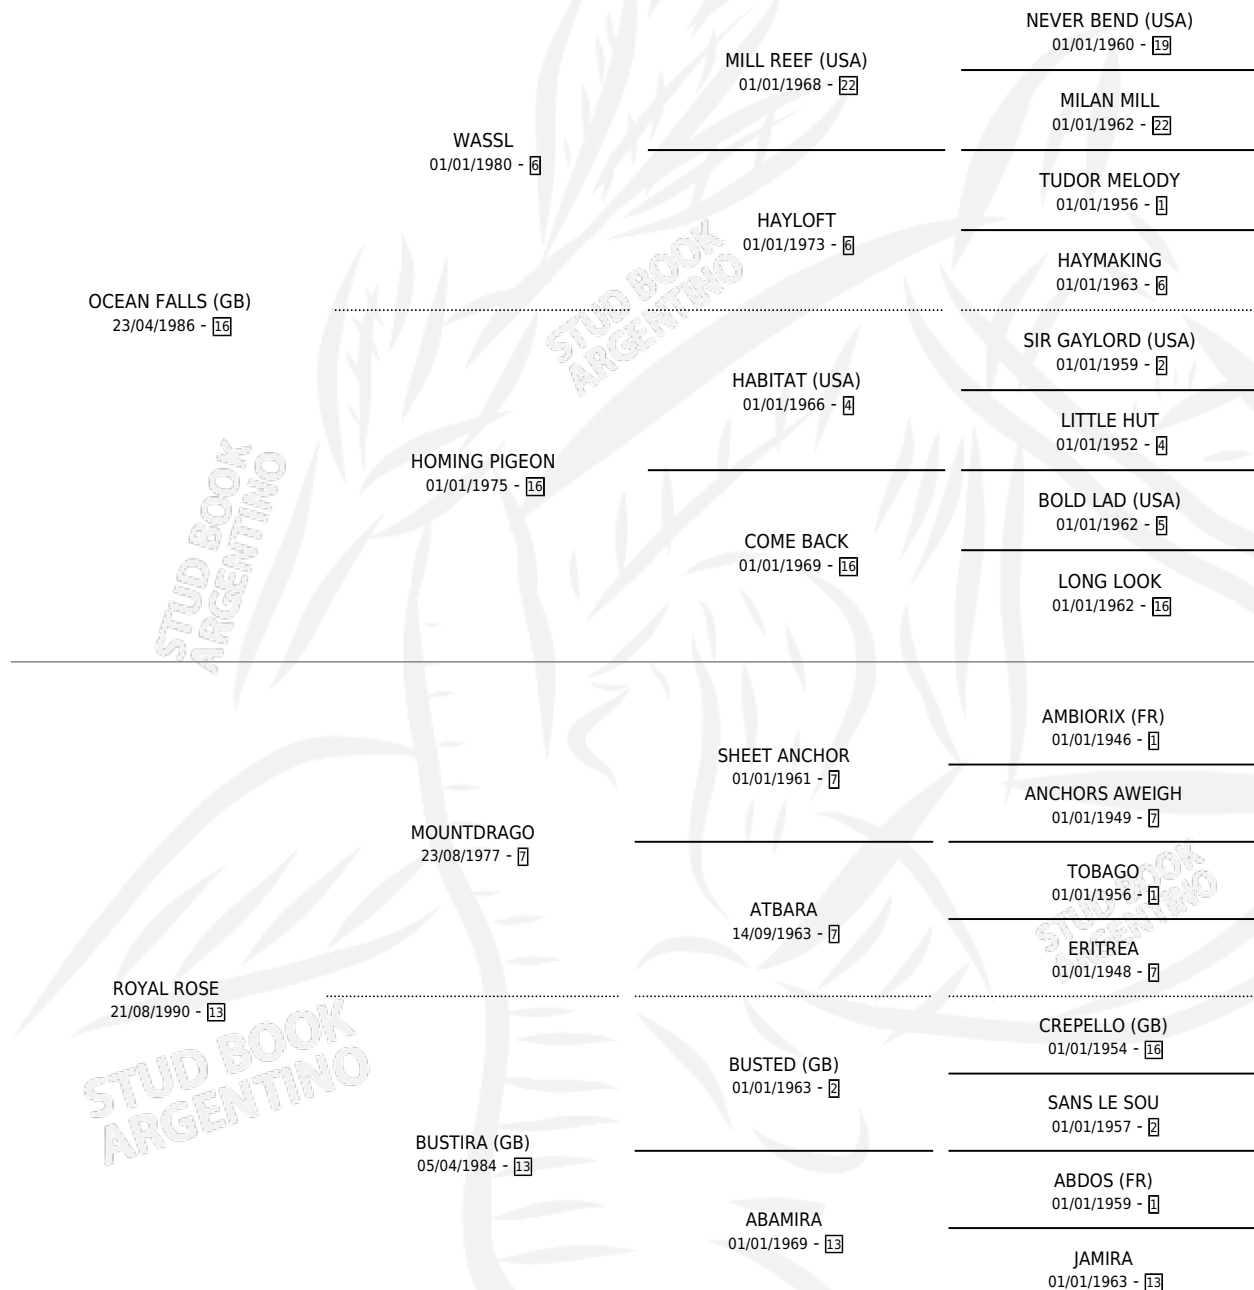 NEVER BEND (USA)
01/01/1960 - 19
MILL REEF (USA)
01/01/1968 - 22
MILAN MILL
01/01/1962 - 22
WASSL
01/01/1980 - 6
TUDOR MELODY
01/01/1956 - 1
HAYLOFT
01/01/1973 - 6
HAYMAKING
01/01/1963 - 6
OCEAN FALLS (GB)
23/04/1986 - 16
STUD BOOK
ARGENTINO
SIR GAYLORD (USA)
01/01/1959 - 2
HABITAT (USA)
01/01/1966 - 4
LITTLE HUT
01/01/1952 - 4
HOMING PIGEON
01/01/1975 - 16
STUD BOOK
ARGENTINO
BOLD LAD (USA)
01/01/1962 - 5
COME BACK
01/01/1969 - 16
LONG LOOK
01/01/1962 - 16
AMBIORIX (FR)
01/01/1946 - 1
SHEET ANCHOR
01/01/1961 - 7
ANCHORS AWEIGH
01/01/1949 - 7
MOUNTDRAGO
23/08/1977 - 7
TOBAGO
01/01/1956 - 1
STUD BOOK
ARGENTINO
ATBARA
14/09/1963 - 7
ERITREA
01/01/1948 - 7
ROYAL ROSE
21/08/1990 - 13
STUD BOOK
ARGENTINO
CREPELLO (GB)
01/01/1954 - 16
BUSTED (GB)
01/01/1963 - 2
SANS LE SOU
01/01/1957 - 2
BUSTIRA (GB)
05/04/1984 - 13
ABDOS (FR)
01/01/1959 - 1
ABAMIRA
01/01/1969 - 13
JAMIRA
01/01/1963 - 13